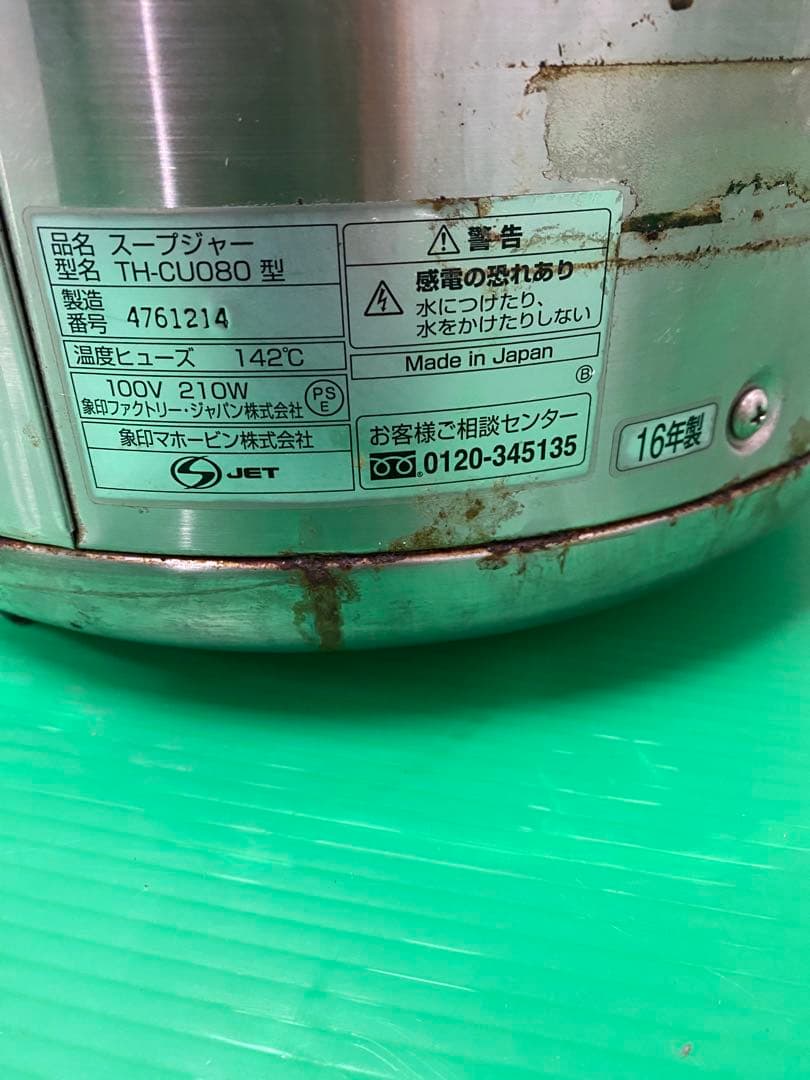 品名 スープジャー
型名 TH-CU080 型
製造番号 4761214
温度ヒューズ 142℃
100V 210W
象印ファクトリー・ジャパン株式会社
PS
E
象印マホービン株式会社
S JET
⚠ 警告
感電の恐れあり
水につけたり、
水をかけたりしない
Made in Japan
Ⓑ
お客様ご相談センター
0120-345135
16年製